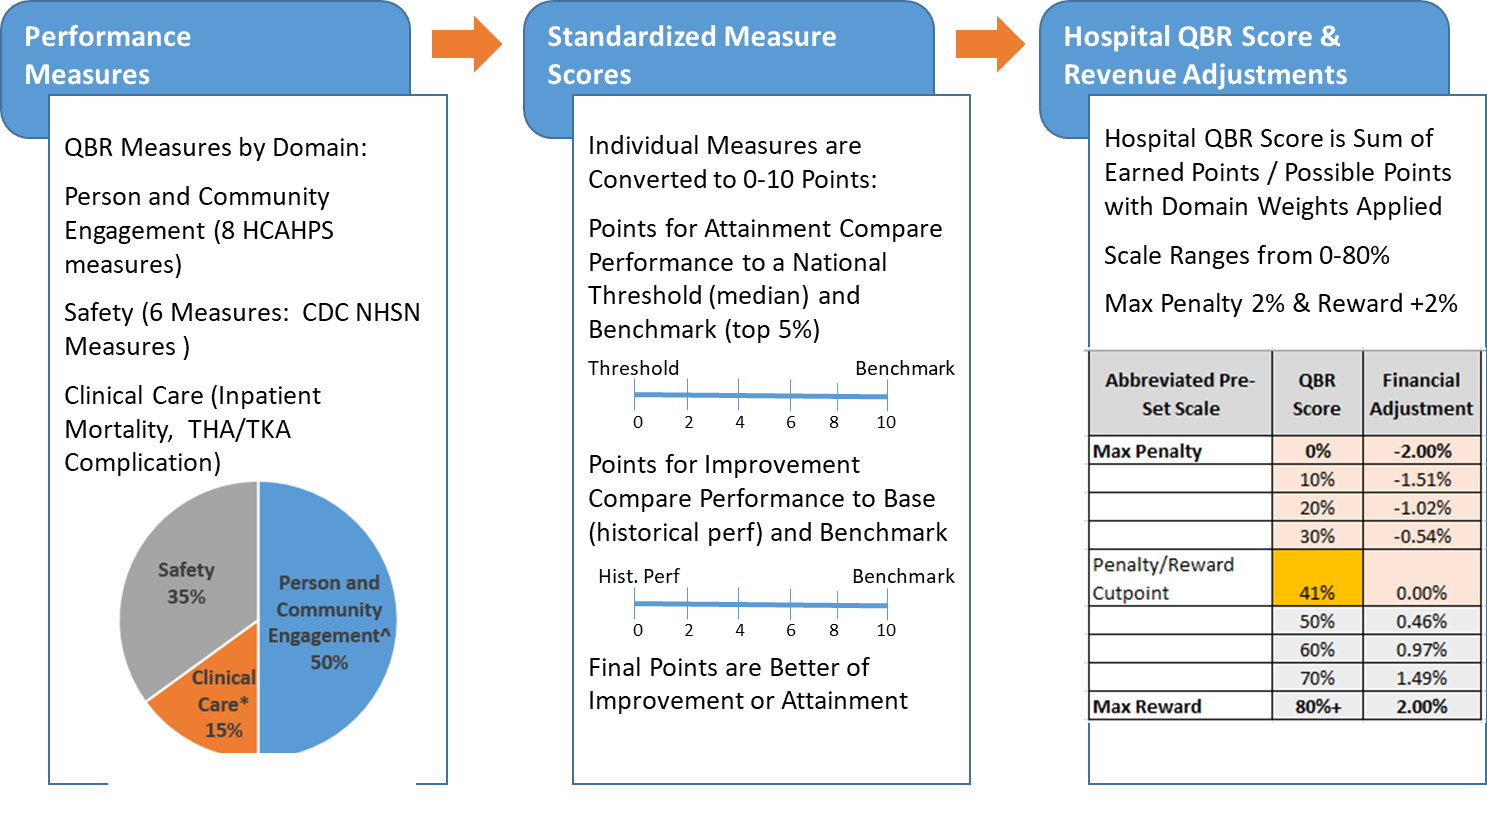 Performance
Measures
QBR Measures by Domain:
Person and Community
Engagement (8 HCAHPS
measures)
Safety (6 Measures:  CDC NHSN
Measures )
Clinical Care (Inpatient
Mortality,  THA/TKA
Complication)
Safety
35%
Person and
Community
Engagement^
50%
Clinical
Care*
15%
Standardized Measure
Scores
Individual Measures are
Converted to 0-10 Points:
Points for Attainment Compare
Performance to a National
Threshold (median) and
Benchmark (top 5%)
Threshold Benchmark
0 2 4 6 8 10
Points for Improvement
Compare Performance to Base
(historical perf) and Benchmark
Hist. Perf Benchmark
0 2 4 6 8 10
Final Points are Better of
Improvement or Attainment
Hospital QBR Score &
Revenue Adjustments
Hospital QBR Score is Sum of
Earned Points / Possible Points
with Domain Weights Applied
Scale Ranges from 0-80%
Max Penalty 2% & Reward +2%
Abbreviated Pre-
Set Scale
QBR
Score
Financial
Adjustment
Max Penalty 0% -2.00%
10% -1.51%
20% -1.02%
30% -0.54%
Penalty/Reward
Cutpoint 41% 0.00%
50% 0.46%
60% 0.97%
70% 1.49%
Max Reward 80%+ 2.00%